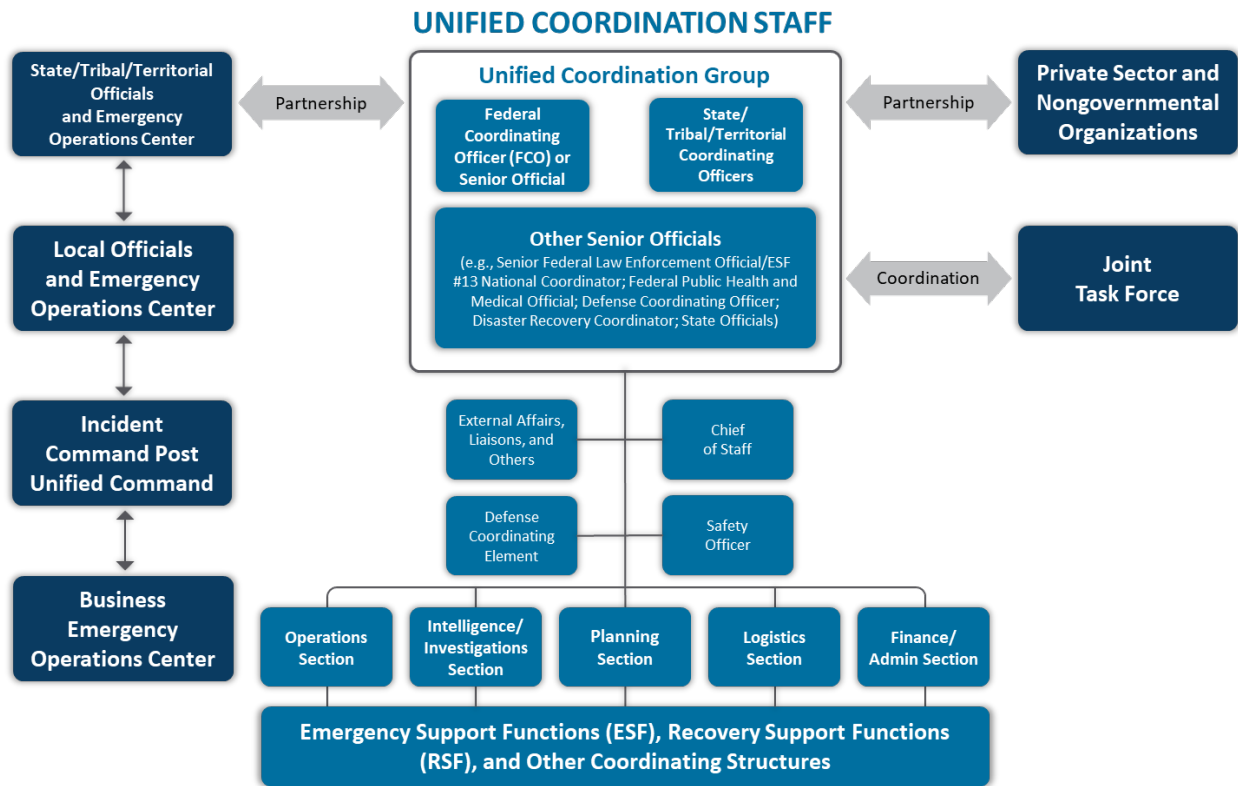 UNIFIED COORDINATION STAFF
State/Tribal/Territorial
Officials
and Emergency
Operations Center
Partnership
Unified Coordination Group
Federal
Coordinating
Officer (FCO) or
Senior Official
State/
Tribal/Territorial
Coordinating
Officers
Partnership
Private Sector and
Nongovernmental
Organizations
Local Officials
and Emergency
Operations Center
Other Senior Officials
(e.g., Senior Federal Law Enforcement Official/ESF
#13 National Coordinator; Federal Public Health and
Medical Official; Defense Coordinating Officer;
Disaster Recovery Coordinator; State Officials)
Coordination
Joint
Task Force
Incident
Command Post
Unified Command
External Affairs,
Liaisons, and
Others
Chief
of Staff
Defense
Coordinating
Element
Safety
Officer
Business
Emergency
Operations Center
Operations
Section
Intelligence/
Investigations
Section
Planning
Section
Logistics
Section
Finance/
Admin Section
Emergency Support Functions (ESF), Recovery Support Functions
(RSF), and Other Coordinating Structures